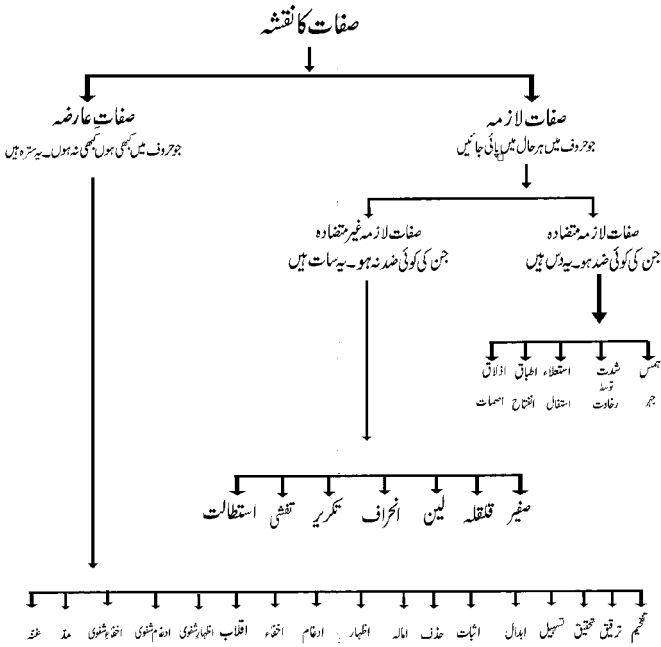 صفات کا نقشہ
صفات لازمہ
جو حروف میں ہر حال میں پائی جائیں
صفاتِ عارضہ
جو حروف میں کبھی ہوں کبھی نہ ہوں۔ یہ سترہ ہیں
صفات لازمہ متضادہ
جن کی کوئی ضد ہو۔ یہ دس ہیں
صفات لازمہ غیر متضادہ
جن کی کوئی ضد نہ ہو۔ یہ سات ہیں
ہمس شدت استعلاء اطباق اذلاق
توسط
جہر رخاوت استفال انفتاح اصمات
صفیر قلقلہ لین انحراف تکریر تفشی استطالت
تفخیم ترقیق تحقیق تسہیل ابدال اثبات حذف امالہ اظہار ادغام اخفاء اقلاب اظہار شفوی ادغام شفوی اخفاء شفوی مد غنہ